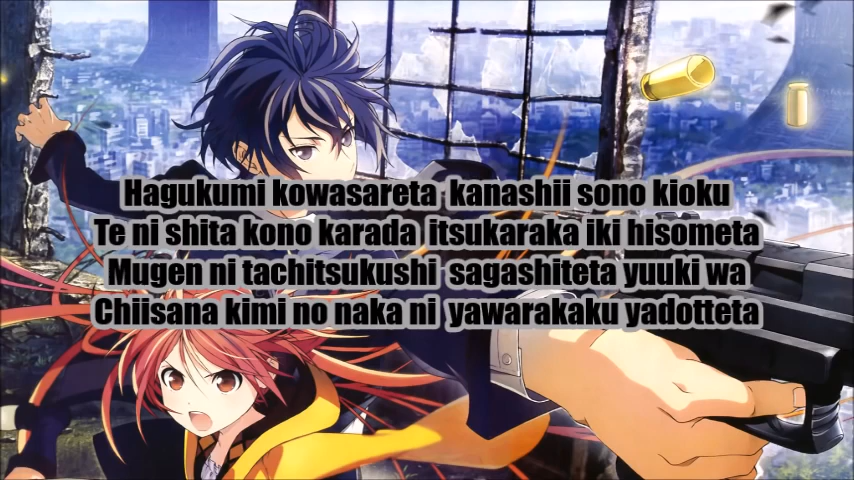 Hagukumi kowasareta kanashii sono kioku
Te ni shita kono karada itsukaraka iki hisometa
Mugen ni tachitsukushi sagashiteta yuuki wa
Chiisana kimi no naka ni yawarakaku yadotteta